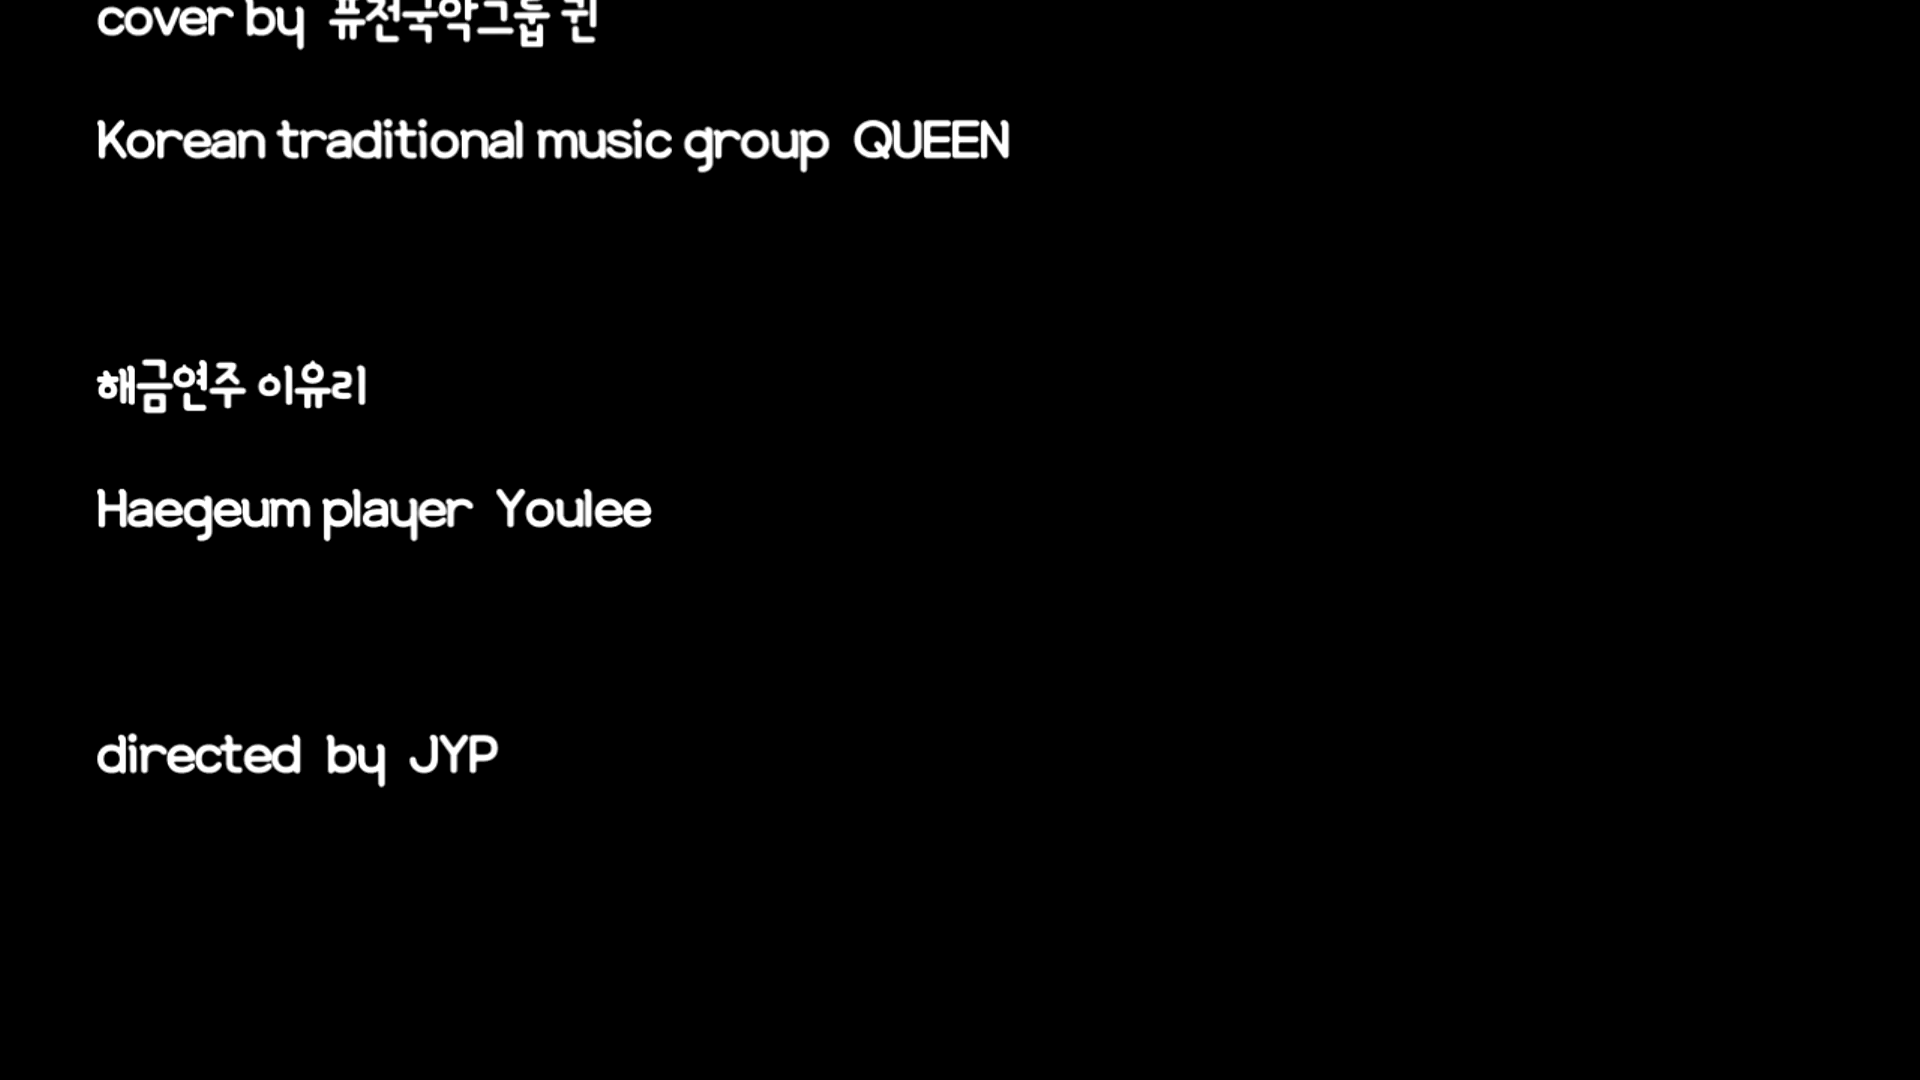 cover by 퓨전국악그룹 퀸
Korean traditional music group QUEEN
해금연주 이유리
Haegeum player Youlee
directed by JYP